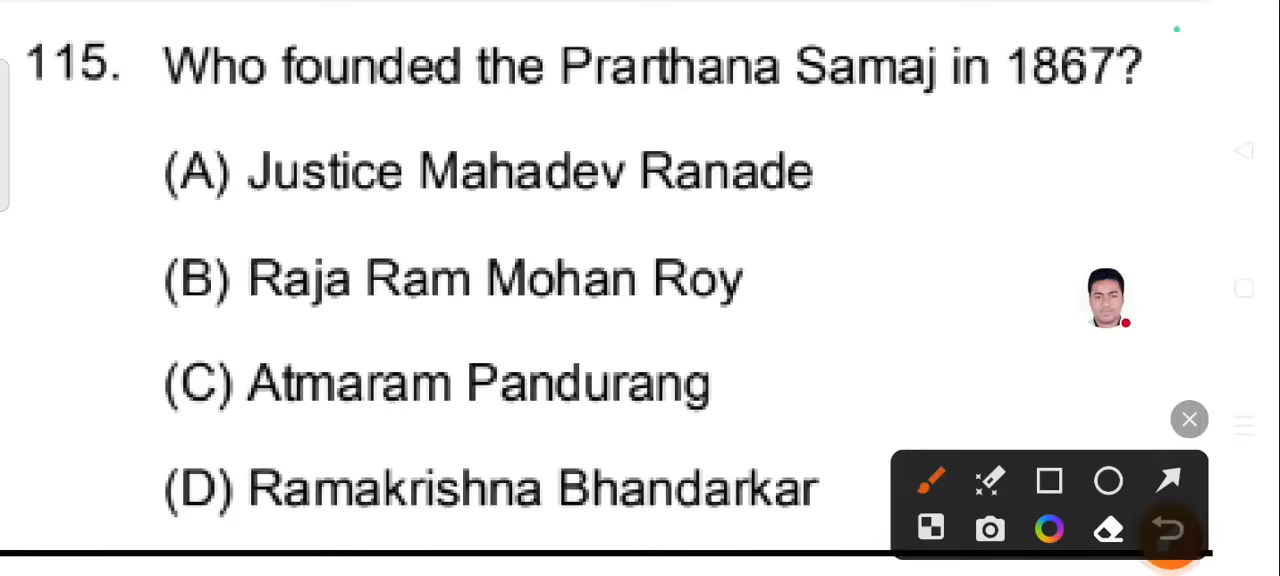 115. Who founded the Prarthana Samaj in 1867?
(A) Justice Mahadev Ranade
(B) Raja Ram Mohan Roy
(C) Atmaram Pandurang
(D) Ramakrishna Bhandarkar